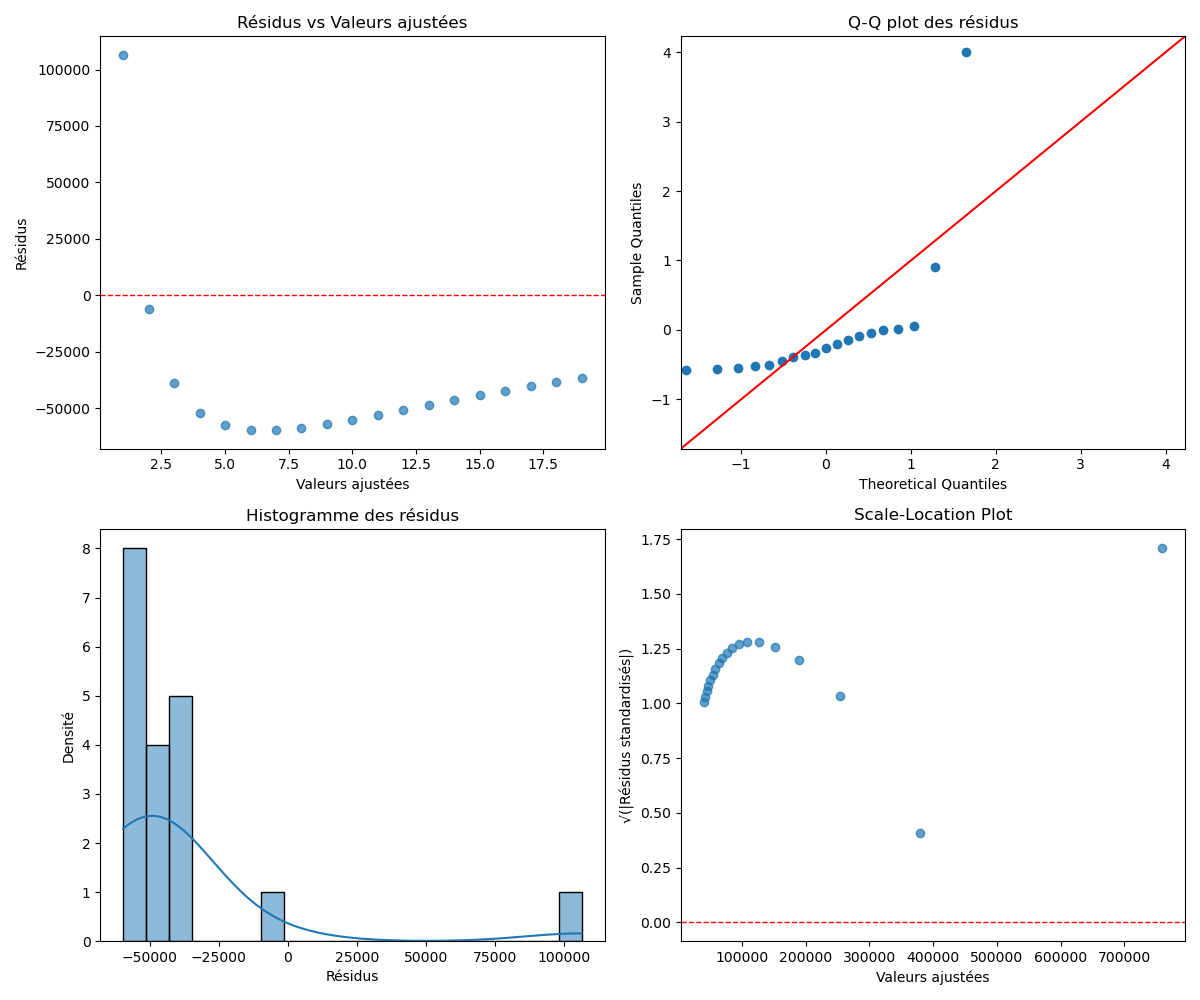 Résidus vs Valeurs ajustées
100000
75000
50000
25000
0
−25000
−50000
Résidus
2.5 5.0 7.5 10.0 12.5 15.0 17.5
Valeurs ajustées
Q-Q plot des résidus
4
3
2
1
0
−1
Sample Quantiles
−1 0 1 2 3 4
Theoretical Quantiles
Histogramme des résidus
8
7
6
5
4
3
2
1
0
Densité
−50000 −25000 0 25000 50000 75000 100000
Résidus
Scale-Location Plot
1.75
1.50
1.25
1.00
0.75
0.50
0.25
0.00
√(|Résidus standardisés|)
100000 200000 300000 400000 500000 600000 700000
Valeurs ajustées